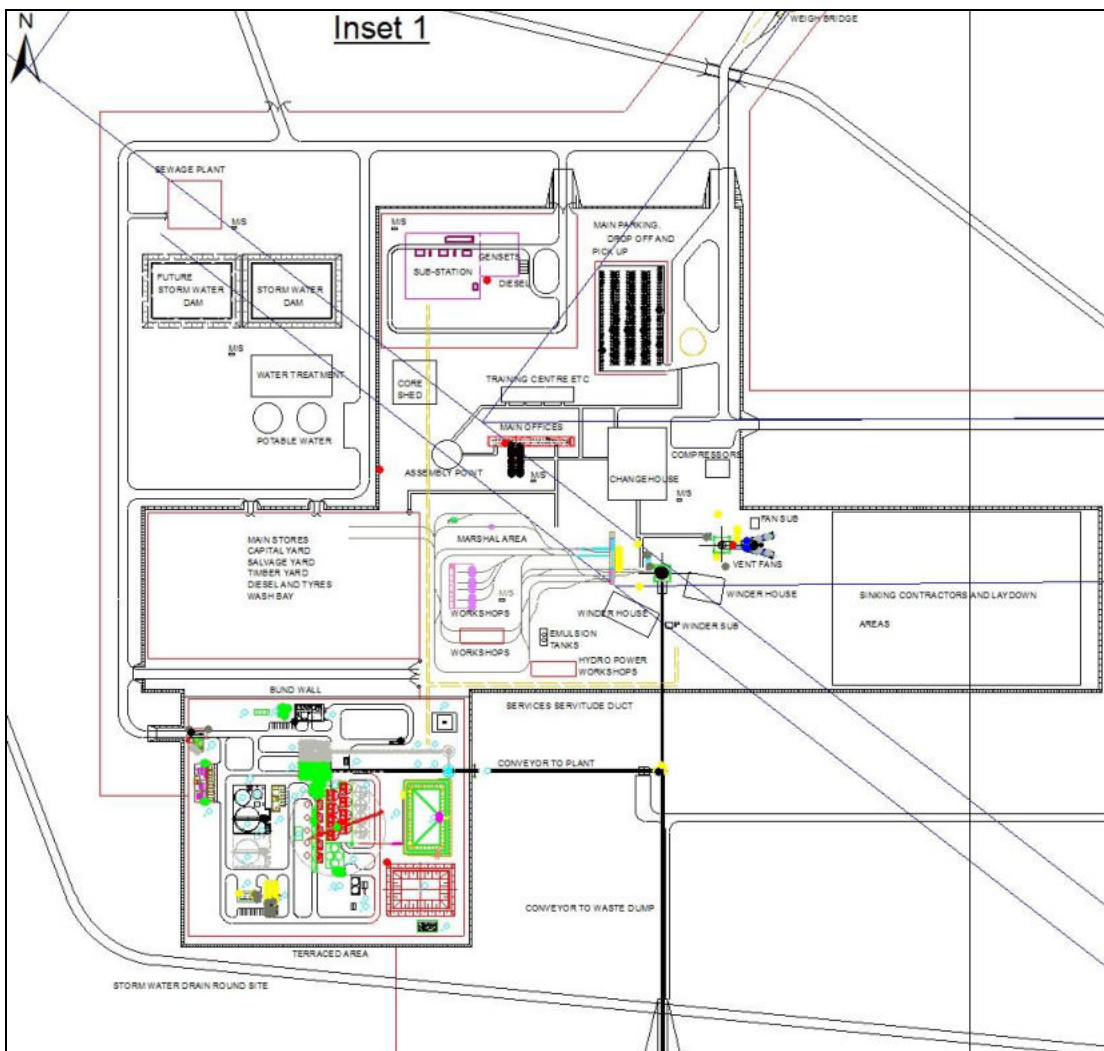 Inset 1
N
WEIGH BRIDGE
SEWAGE PLANT
M/S
M/S
MAIN PARKING,
DROP OFF AND
PICK UP
GENSETS
SUB-STATION
DIESEL
FUTURE
STORM WATER
DAM
STORM WATER
DAM
M/S
WATER TREATMENT
CORE
SHED
TRAINING CENTRE ETC
POTABLE WATER
MAIN OFFICES
ASSEMBLY POINT
M/S
COMPRESSORS
CHANGEHOUSE
M/S
MAIN STORES
CAPITAL YARD
SALVAGE YARD
TIMBER YARD
DIESEL AND TYRES
WASH BAY
MARSHAL AREA
FAN SUB
VENT FANS
M/S
WORKSHOPS
WINDER HOUSE
WINDER HOUSE
SINKING CONTRACTORS AND LAYDOWN
AREAS
WINDER SUB
EMULSION
TANKS
WORKSHOPS
HYDRO POWER
WORKSHOPS
BUND WALL
SERVICES SERVITUDE DUCT
CONVEYOR TO PLANT
CONVEYOR TO WASTE DUMP
TERRACED AREA
STORM WATER DRAIN ROUND SITE